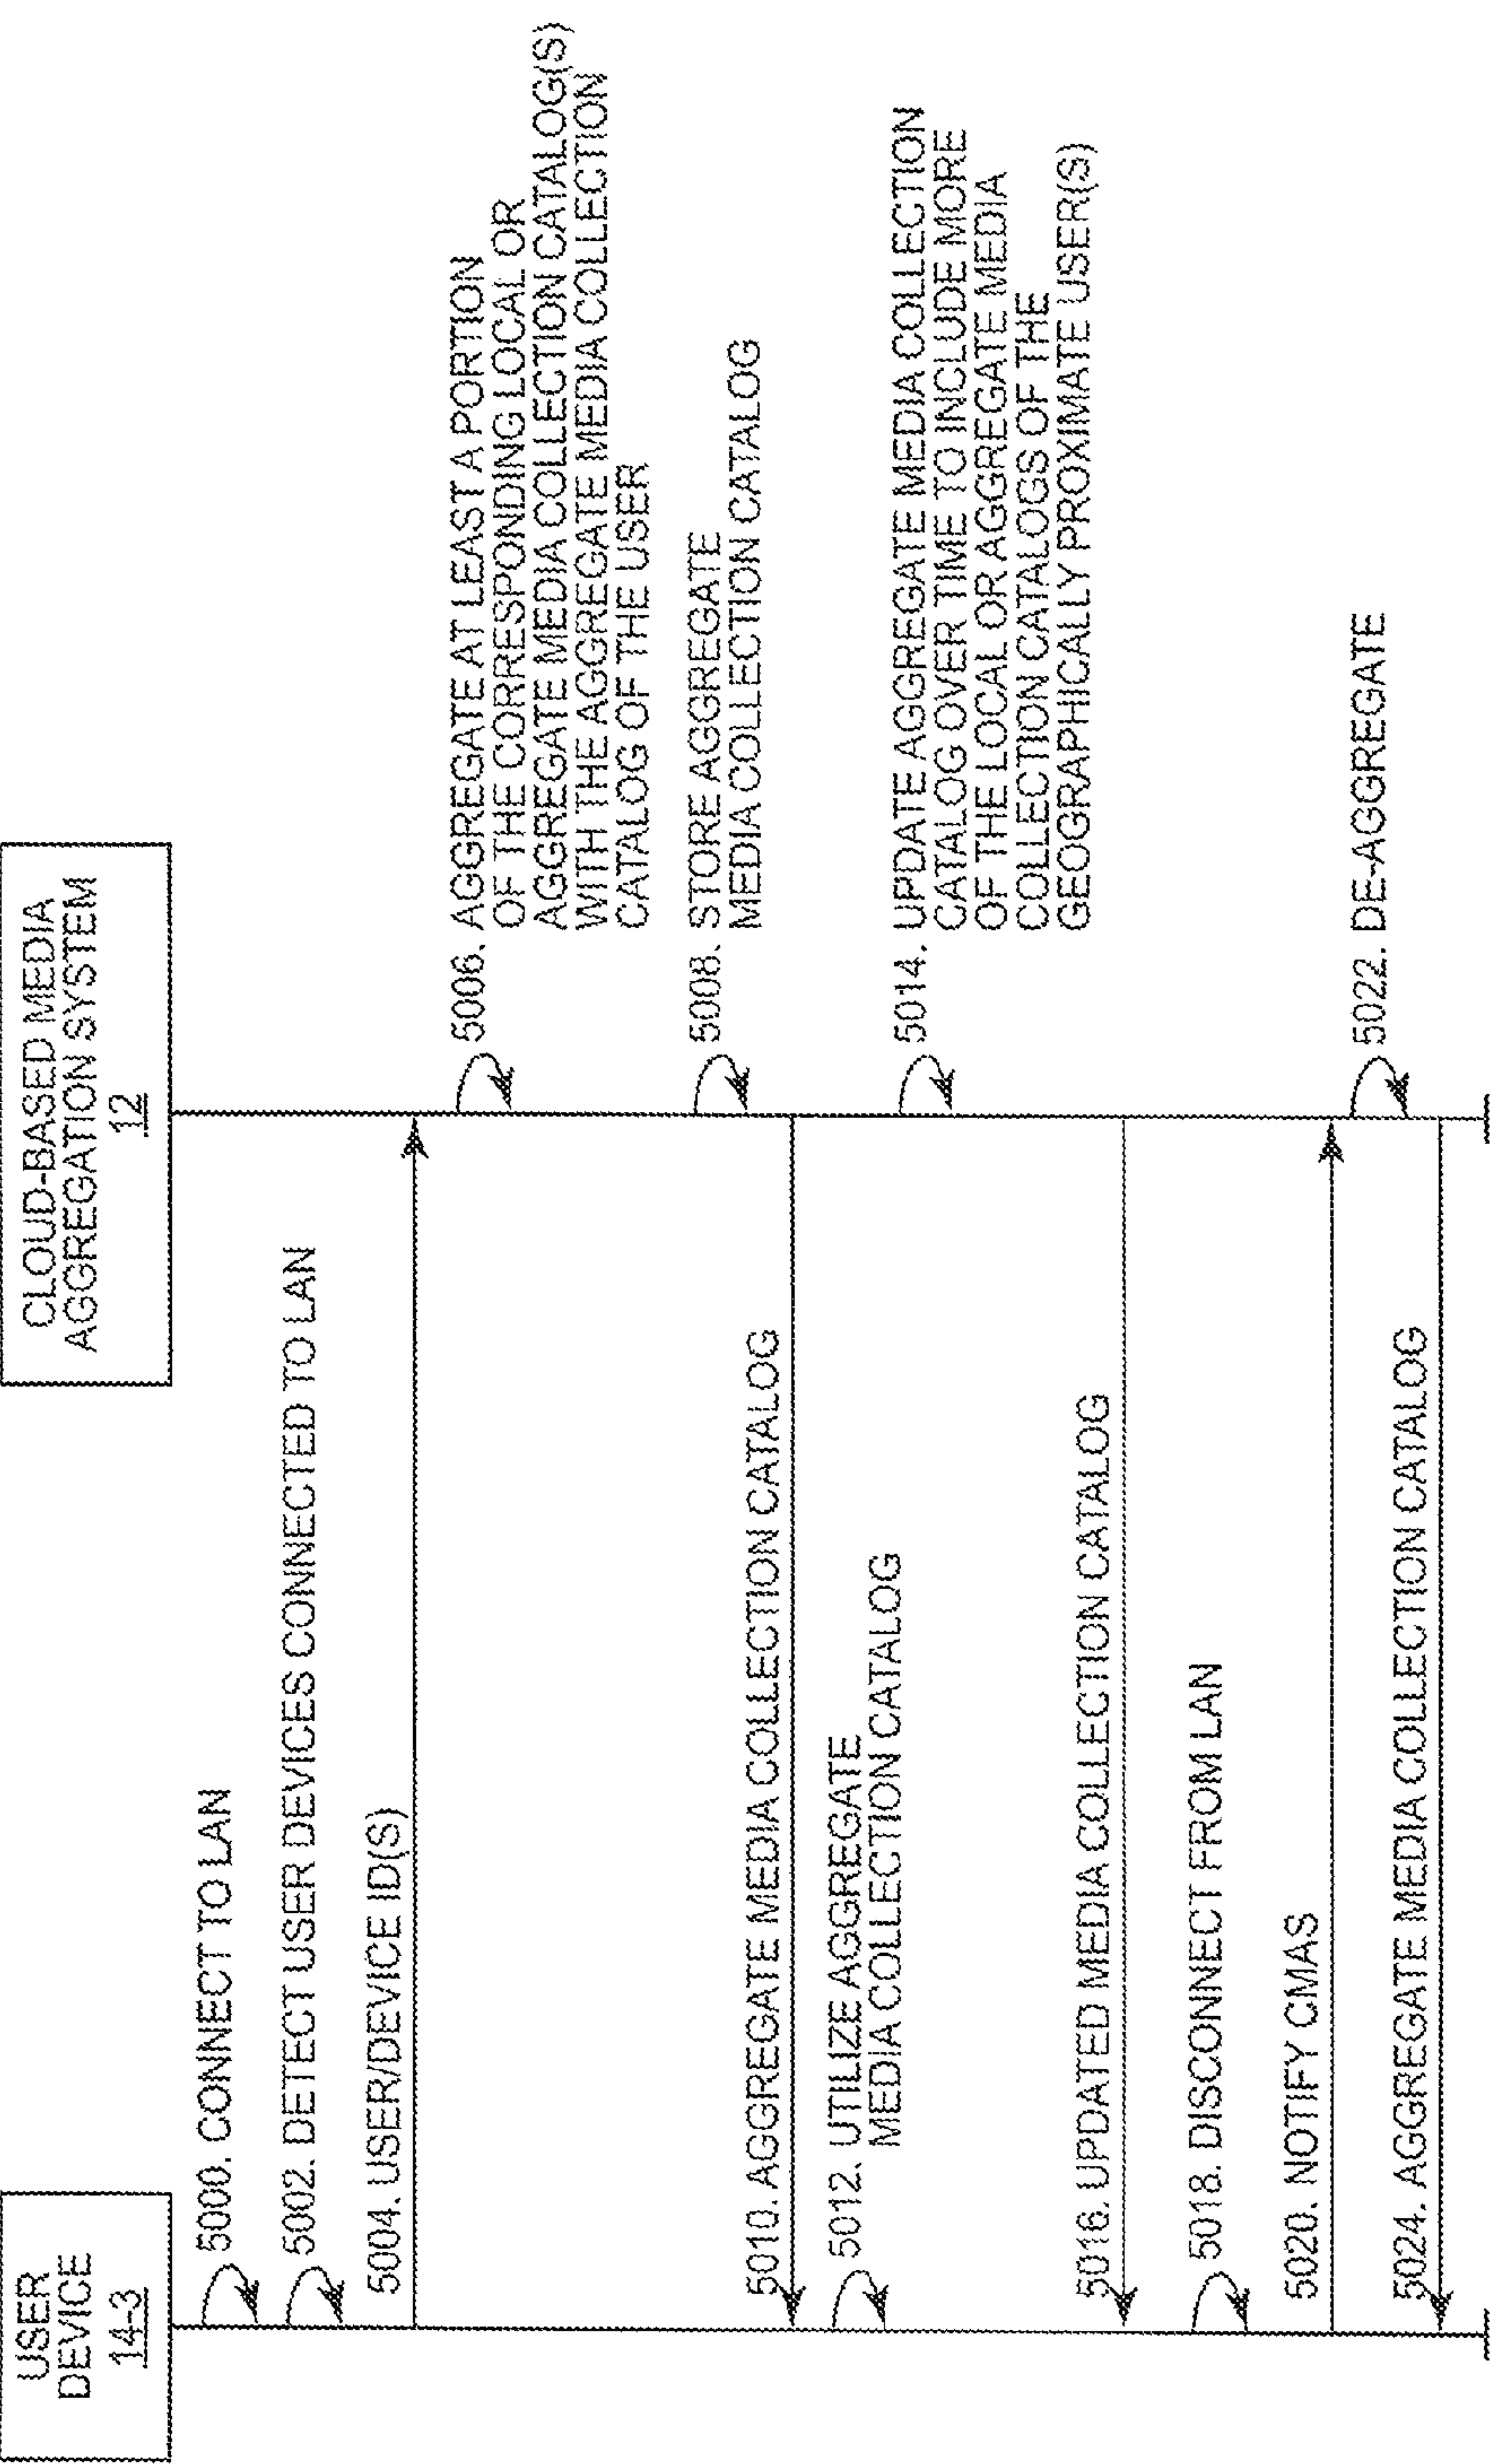 USER
DEVICE
14-3
CLOUD-BASED MEDIA
AGGREGATION SYSTEM
12
5000. CONNECT TO LAN
5002. DETECT USER DEVICES CONNECTED TO LAN
5004. USER/DEVICE ID(S)
5006. AGGREGATE AT LEAST A PORTION
OF THE CORRESPONDING LOCAL OR
AGGREGATE MEDIA COLLECTION CATALOG(S)
WITH THE AGGREGATE MEDIA COLLECTION
CATALOG OF THE USER
5008. STORE AGGREGATE
MEDIA COLLECTION CATALOG
5010. AGGREGATE MEDIA COLLECTION CATALOG
5012. UTILIZE AGGREGATE
MEDIA COLLECTION CATALOG
5014. UPDATE AGGREGATE MEDIA COLLECTION
CATALOG OVER TIME TO INCLUDE MORE
OF THE LOCAL OR AGGREGATE MEDIA
COLLECTION CATALOGS OF THE
GEOGRAPHICALLY PROXIMATE USER(S)
5016. UPDATED MEDIA COLLECTION CATALOG
5018. DISCONNECT FROM LAN
5020. NOTIFY CMAS
5022. DE-AGGREGATE
5024. AGGREGATE MEDIA COLLECTION CATALOG